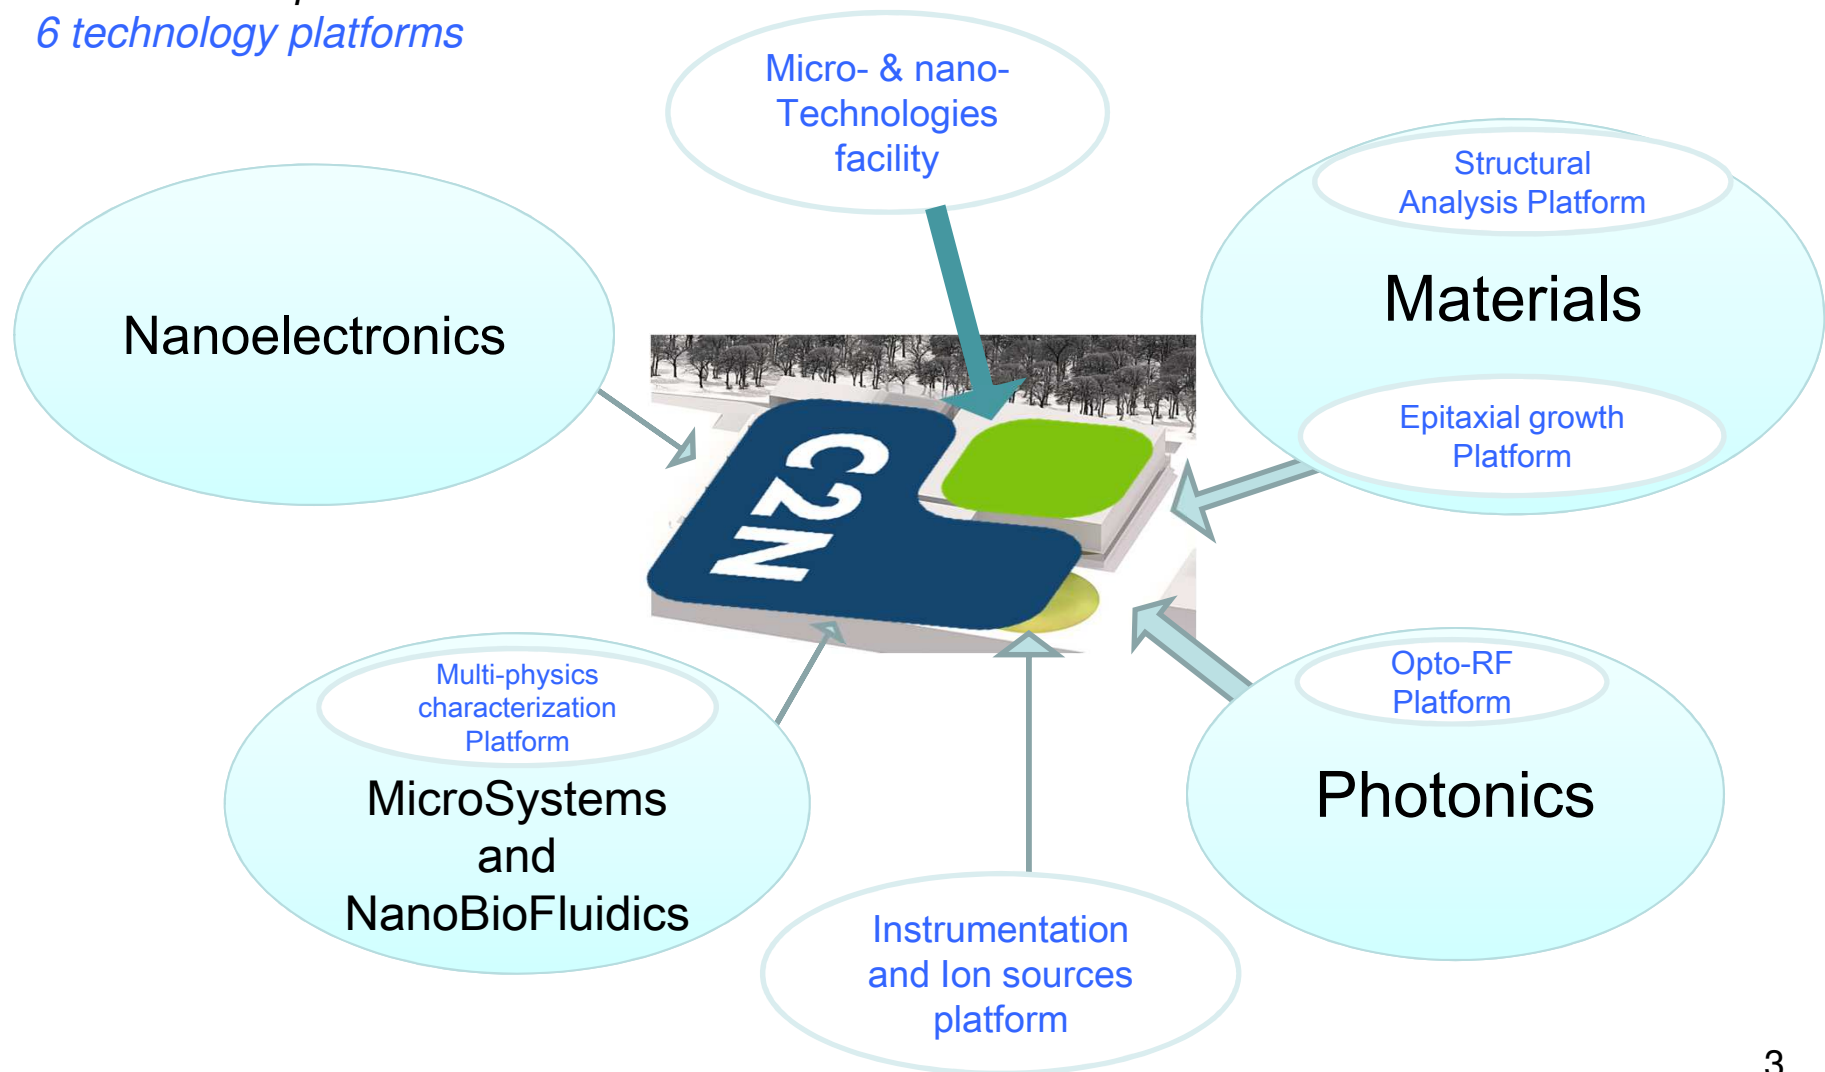 6 technology platforms
Micro- & nano-
Technologies
facility
Structural
Analysis Platform
Materials
Nanoelectronics
Epitaxial growth
Platform
C2N
Multi-physics
characterization
Platform
MicroSystems
and
NanoBioFluidics
Opto-RF
Platform
Photonics
Instrumentation
and Ion sources
platform
3